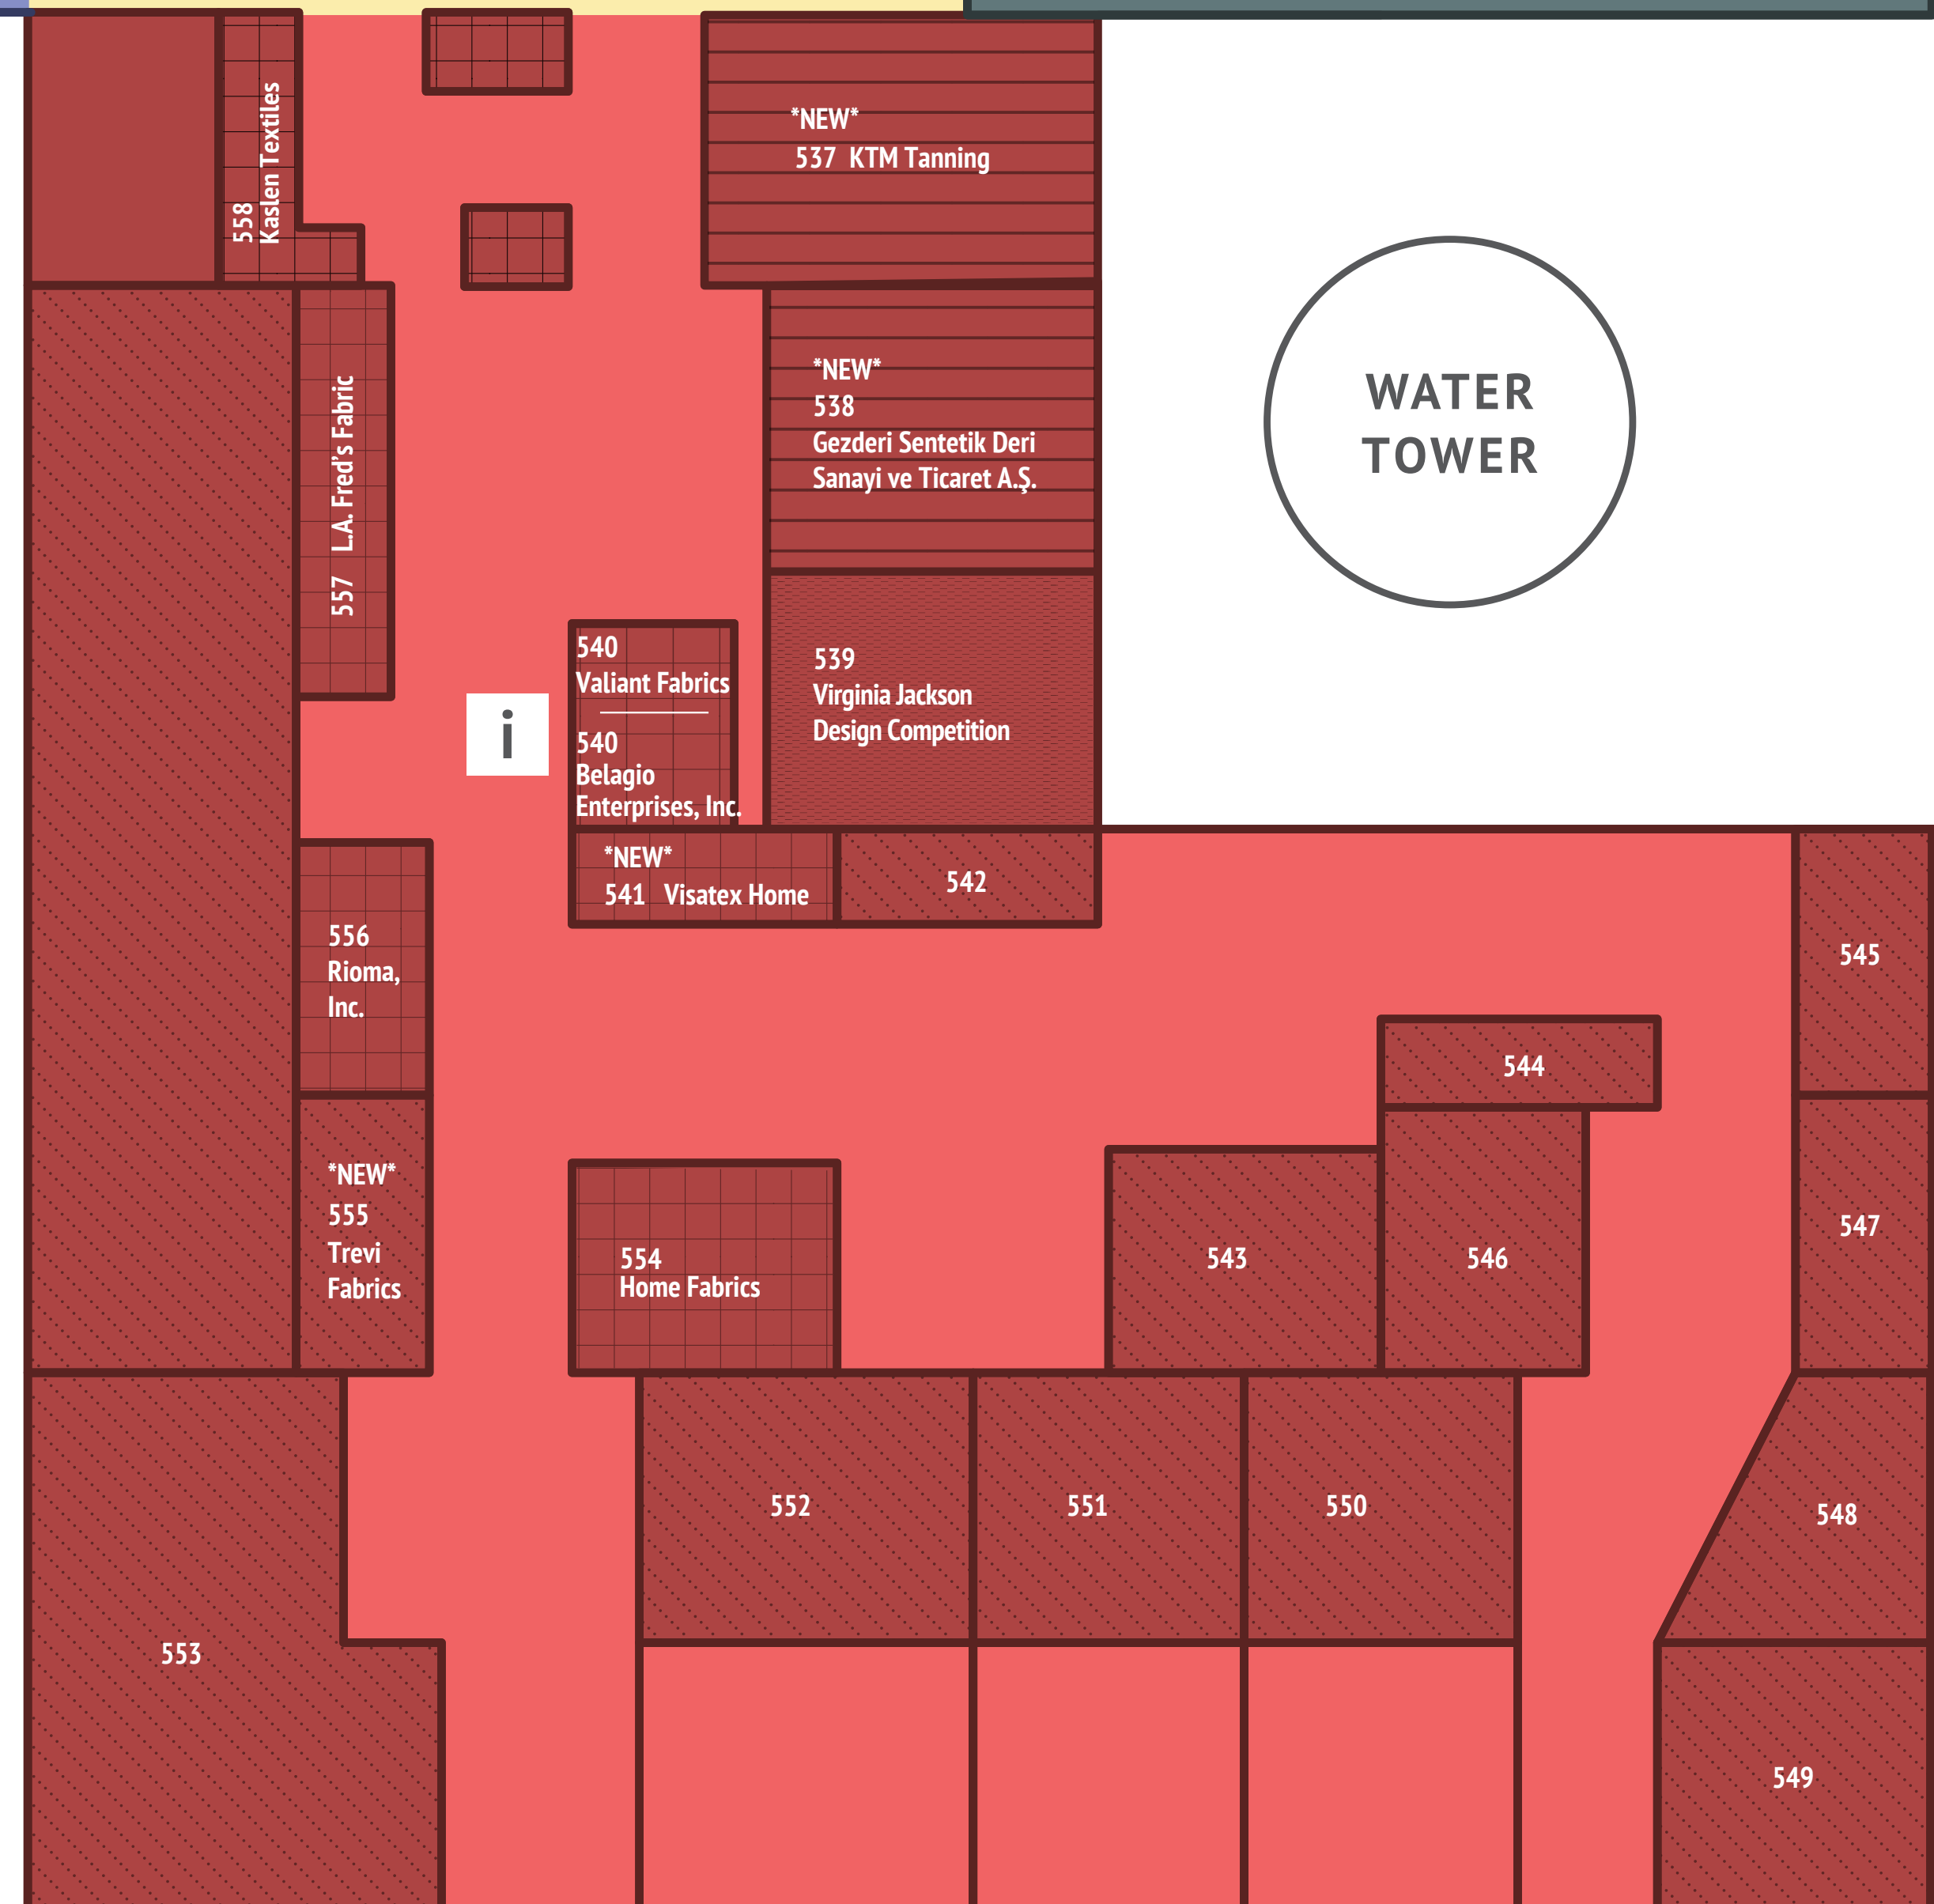 *NEW*
537 KTM Tanning
558
Kaslen Textiles
*NEW*
538
Gezderi Sentetik Deri
Sanayi ve Ticaret A.Ş.
WATER
TOWER
557 L.A. Fred's Fabric
540
Valiant Fabrics
540
Belagio
Enterprises, Inc.
i
539
Virginia Jackson
Design Competition
*NEW*
541 Visatex Home
542
556
Rioma,
Inc.
545
544
*NEW*
555
Trevi
Fabrics
554
Home Fabrics
543
546
547
552
551
550
548
553
549